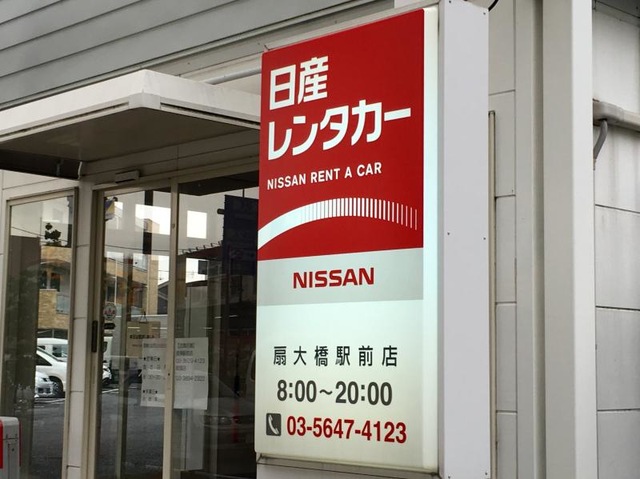 日産
レンタカー
NISSAN RENT A CAR
NISSAN
扇大橋駅前店
8:00〜20:00
03-5647-4123